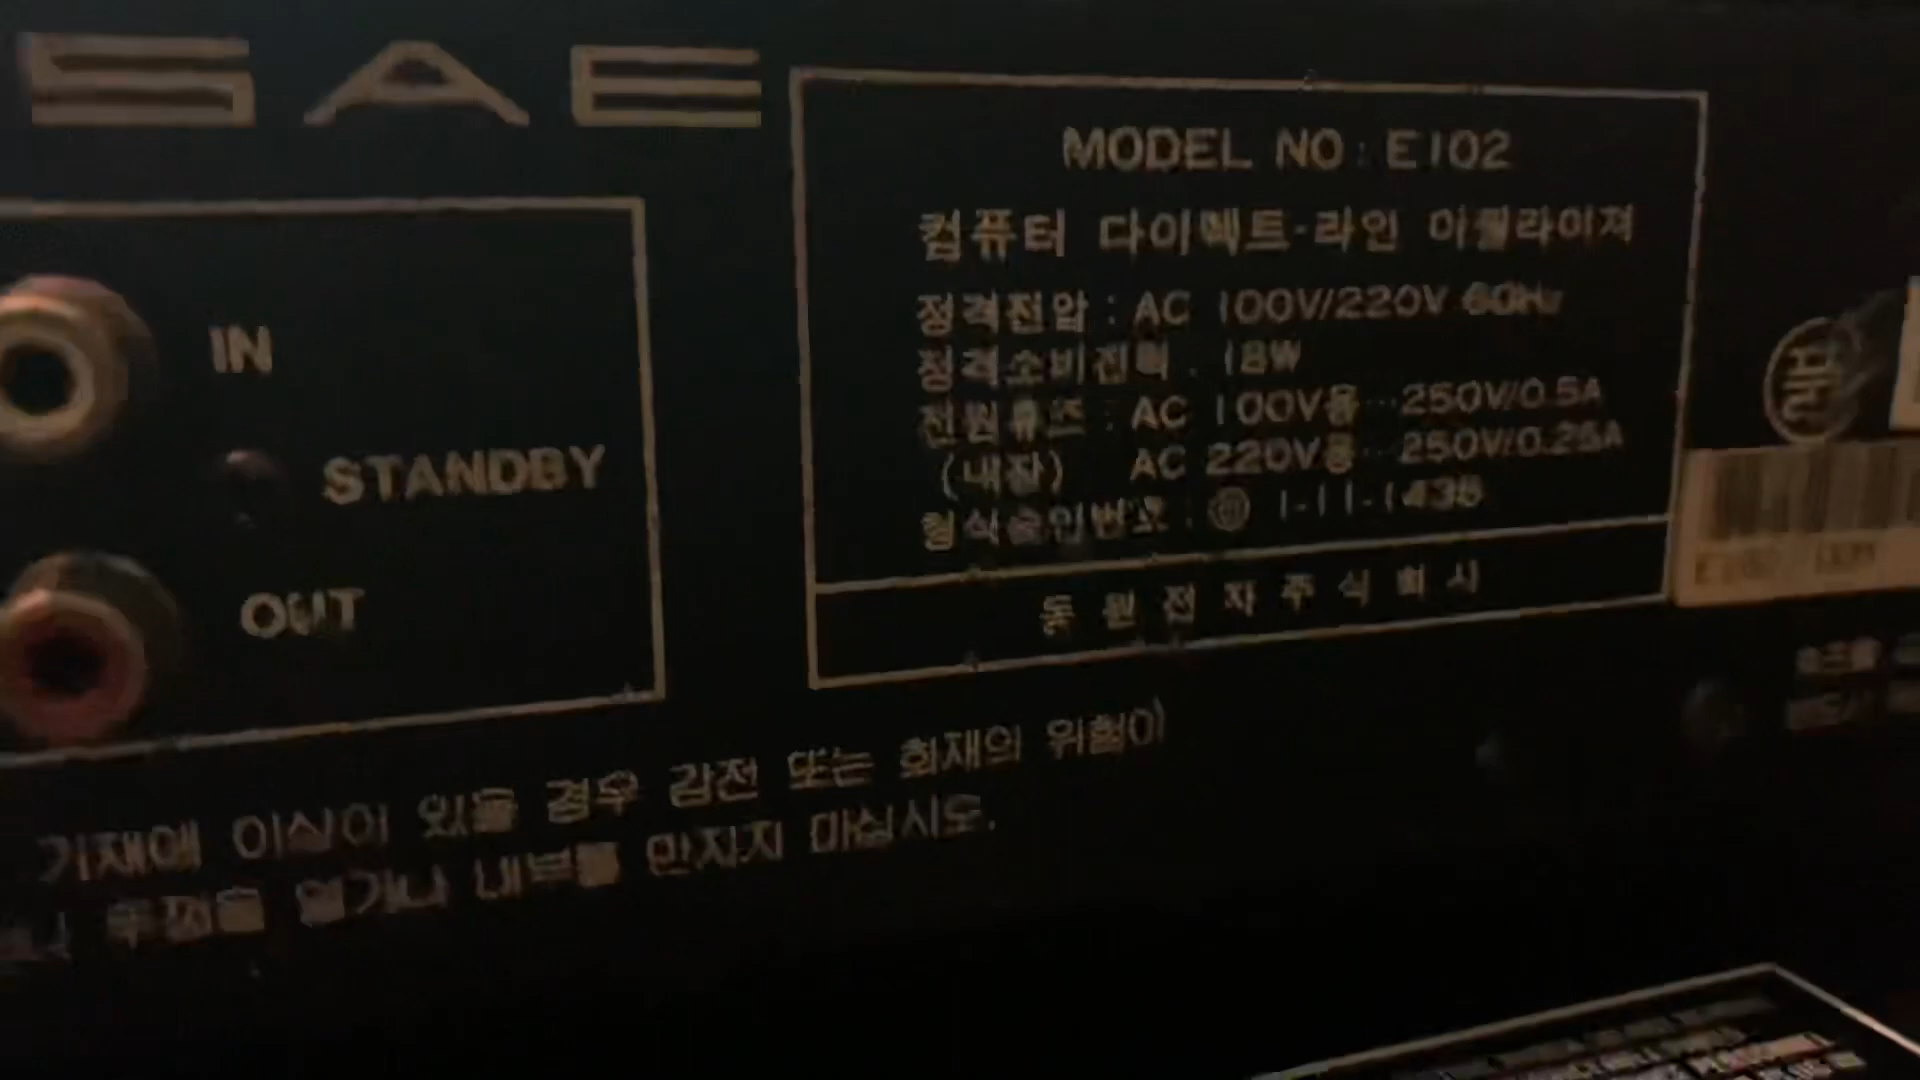 SAE
MODEL NO : E102
컴퓨터 다이렉트-라인 이퀄라이져
정격전압 : AC 100V/220V 60Hz
정격소비전력 : 18W
전원휴즈 : AC 100V용 … 250V/0.5A
(내장) AC 220V용 … 250V/0.25A
형식승인번호 : 1-11-1435
동원전자주식회사
IN
STANDBY
OUT
기재에 이상이 있을 경우 감전 또는 화재의 위험이
뚜껑을 열거나 내부를 만지지 마십시도.